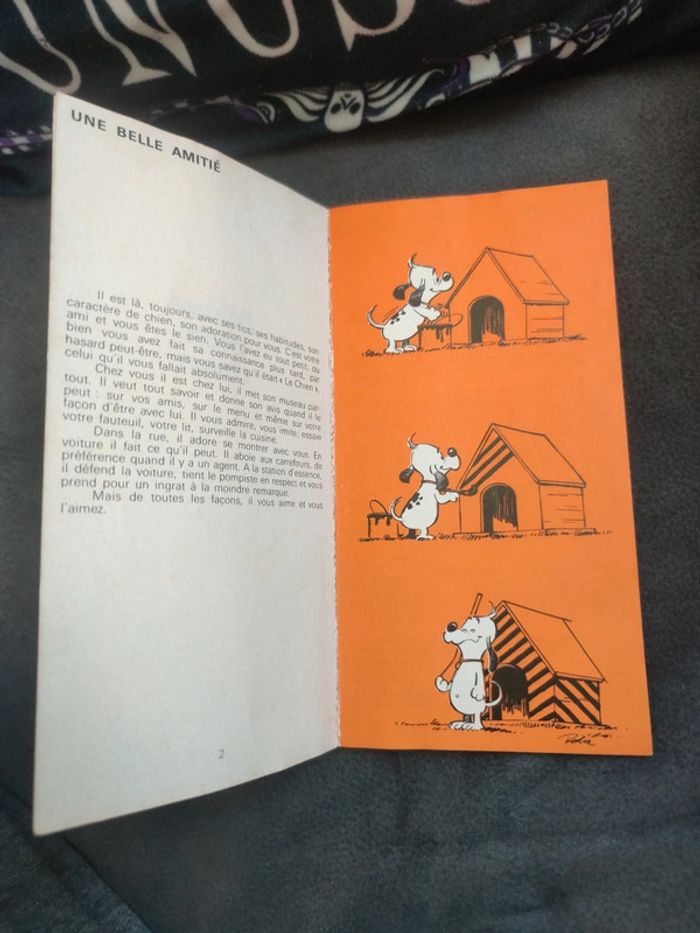 UNE BELLE AMITIÉ
Il est là, toujours, avec ses tics, ses habitudes, son
caractère de chien, son adoration pour vous. C'est votre
ami et vous êtes le sien. Vous l'avez eu tout petit, ou
bien vous avez fait sa connaissance plus tard, par
hasard peut-être, mais vous savez qu'il était « Le Chien »,
celui qu'il vous fallait absolument.
Chez vous il est chez lui, il met son museau par-
tout. Il veut tout savoir et donne son avis quand il le
peut : sur vos amis, sur le menu et même sur votre
façon d'être avec lui. Il vous admire, vous imite; essaie
votre fauteuil, votre lit, surveille la cuisine.
Dans la rue, il adore se montrer avec vous. En
voiture il fait ce qu'il peut. Il aboie aux carrefours, de
préférence quand il y a un agent. A la station d'essence,
il défend la voiture, tient le pompiste en respect et vous
prend pour un ingrat à la moindre remarque.
Mais de toutes les façons, il vous aime et vous
l'aimez.
2
Roba